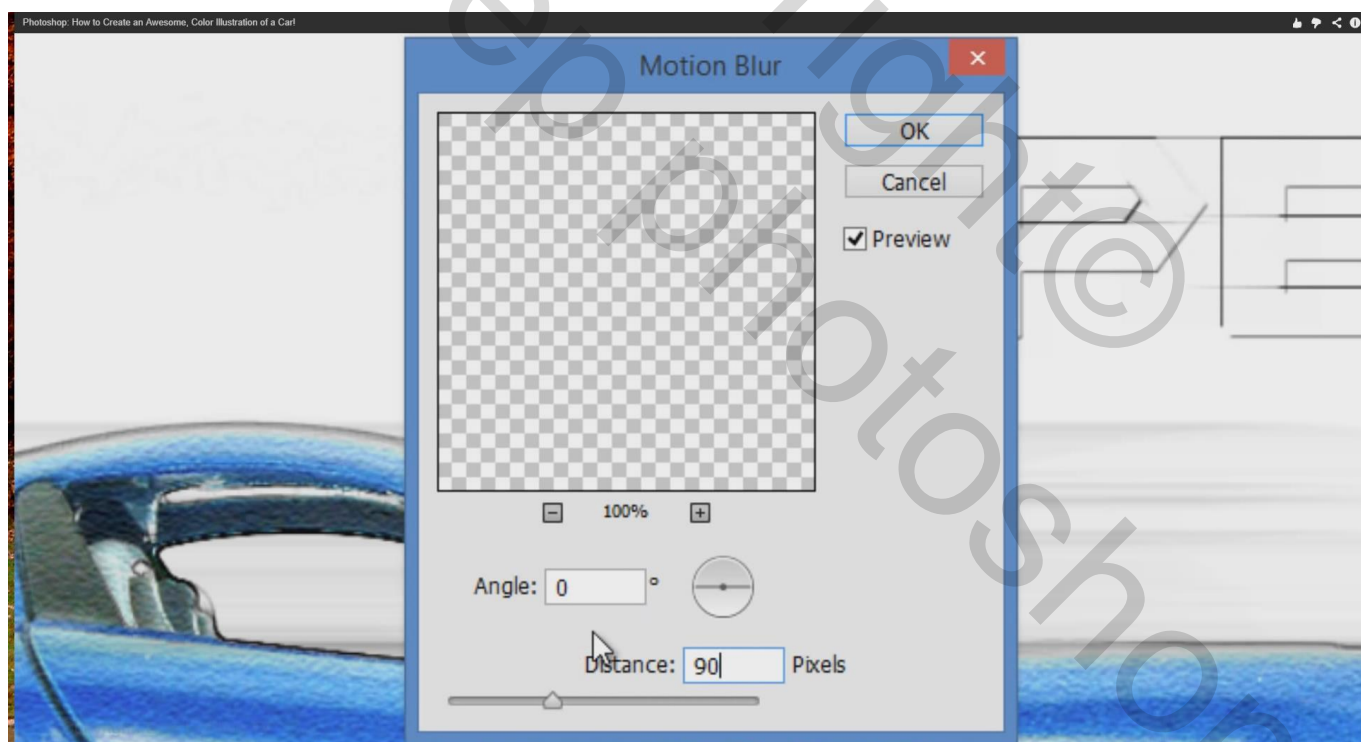 Photoshop: How to Create an Awesome, Color Illustration of a Car!
Motion Blur
OK
Cancel
Preview
100%
Angle: 0 °
Distance: 90 Pixels